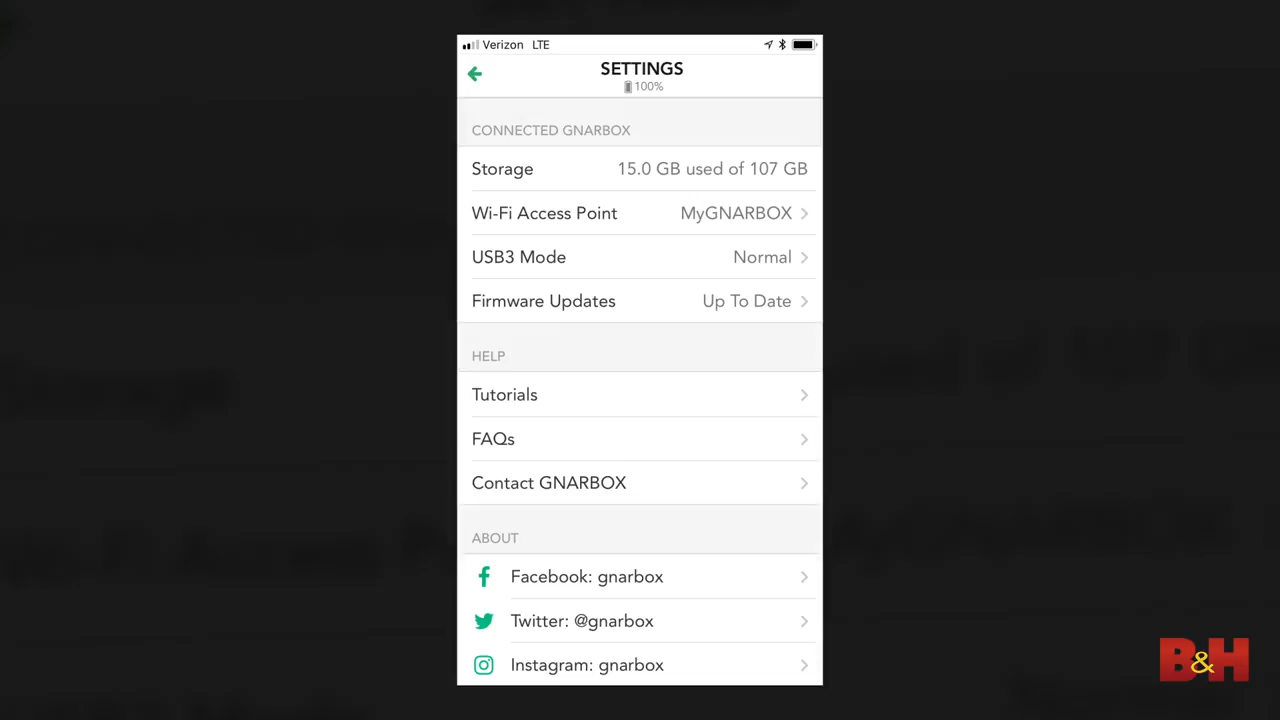 Verizon LTE
SETTINGS
100%
CONNECTED GNARBOX
Storage 15.0 GB used of 107 GB
Wi-Fi Access Point MyGNARBOX
USB3 Mode Normal
Firmware Updates Up To Date
HELP
Tutorials
FAQs
Contact GNARBOX
ABOUT
Facebook: gnarbox
Twitter: @gnarbox
Instagram: gnarbox
B&H